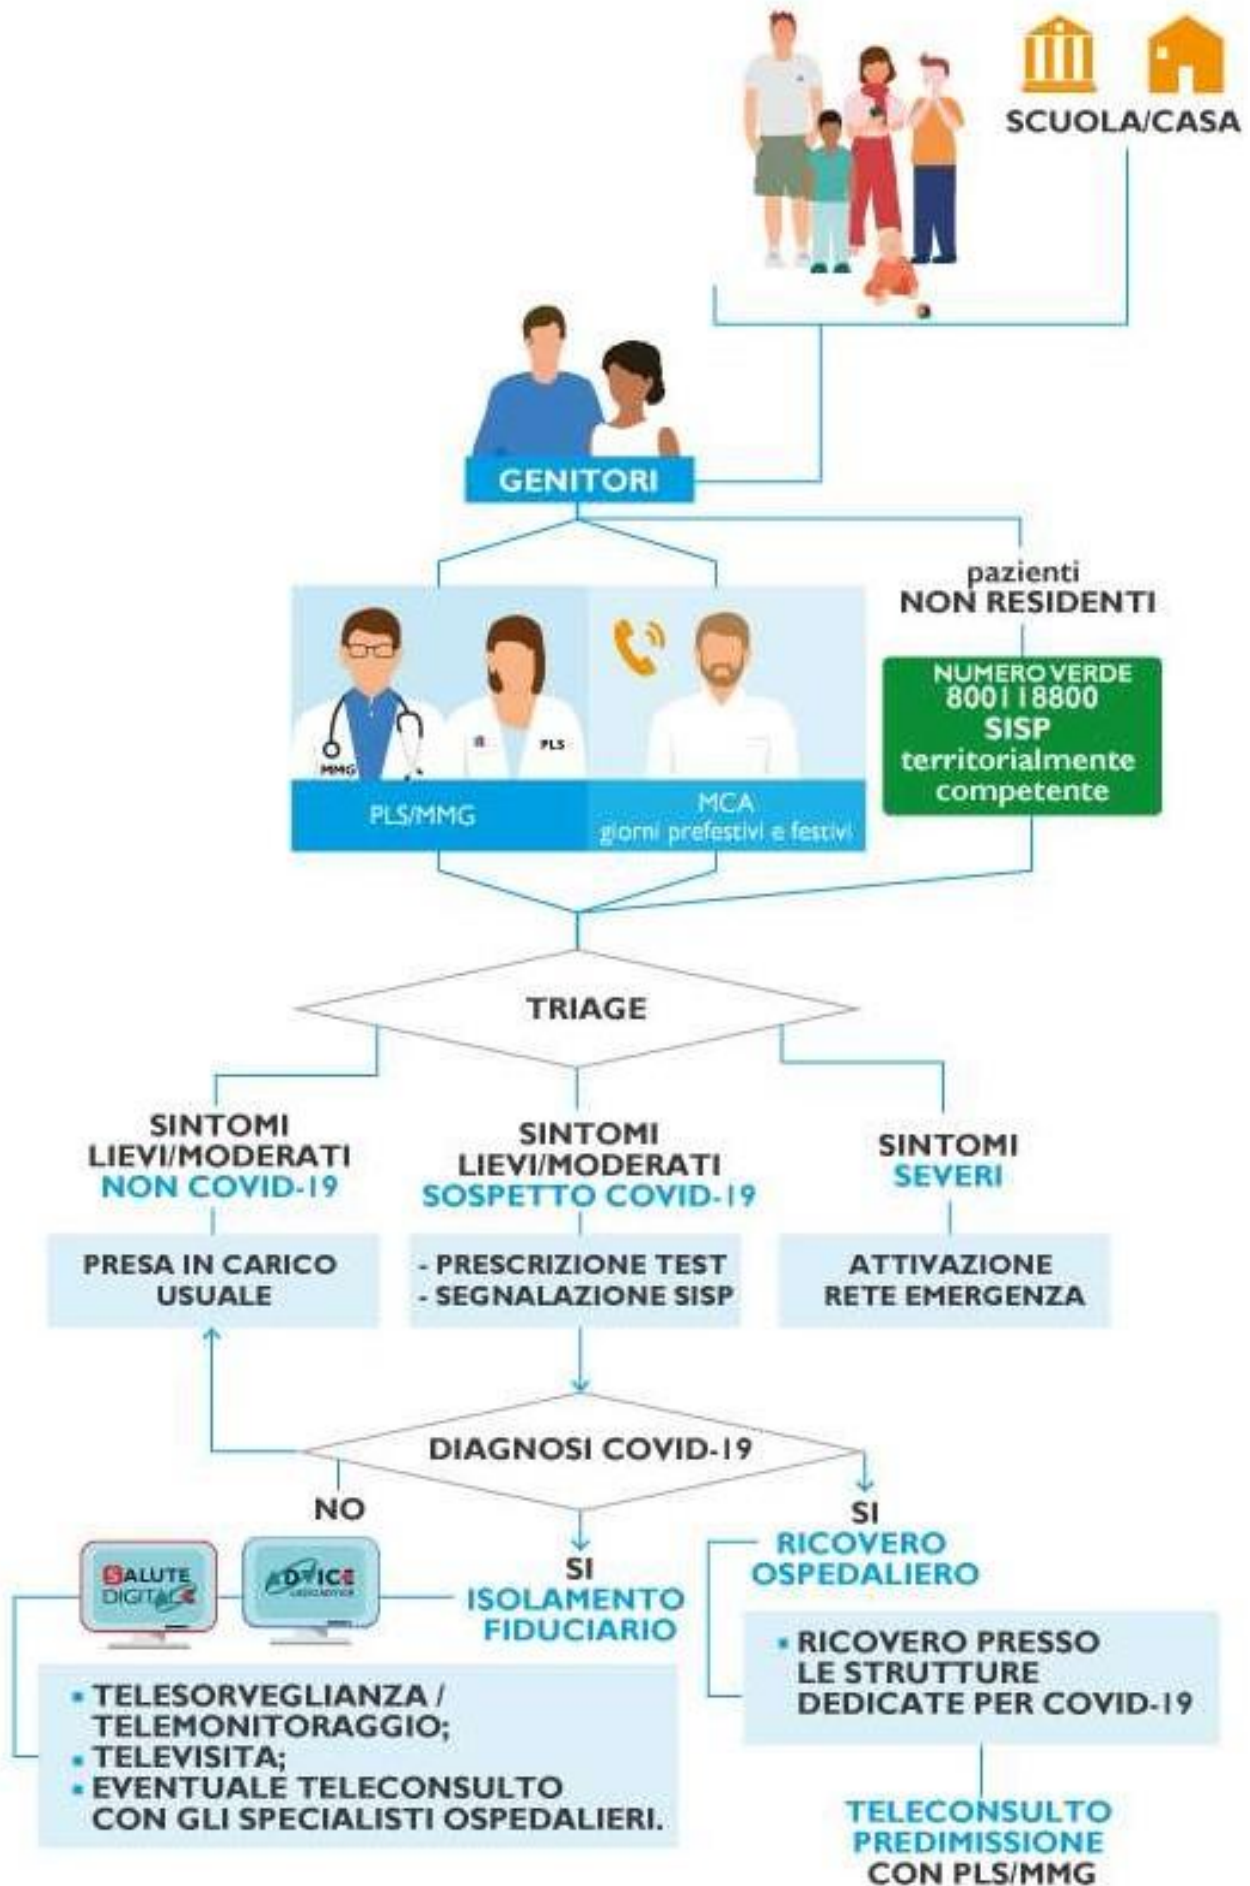 SCUOLA/CASA
GENITORI
pazienti
NON RESIDENTI
NUMERO VERDE
800118800
SISP
territorialmente
competente
MMG
PLS
PLS/MMG
MCA
giorni prefestivi e festivi
TRIAGE
SINTOMI
LIEVI/MODERATI
NON COVID-19
SINTOMI
LIEVI/MODERATI
SOSPETTO COVID-19
SINTOMI
SEVERI
PRESA IN CARICO
USUALE
- PRESCRIZIONE TEST
- SEGNALAZIONE SISP
ATTIVAZIONE
RETE EMERGENZA
DIAGNOSI COVID-19
NO
SALUTE
DIGITALE
ADVICE
SI
ISOLAMENTO
FIDUCIARIO
SI
RICOVERO
OSPEDALIERO
▪ TELESORVEGLIANZA /
TELEMONITORAGGIO;
▪ TELEVISITA;
▪ EVENTUALE TELECONSULTO
CON GLI SPECIALISTI OSPEDALIERI.
▪ RICOVERO PRESSO
LE STRUTTURE
DEDICATE PER COVID-19
TELECONSULTO
PREDIMISSIONE
CON PLS/MMG